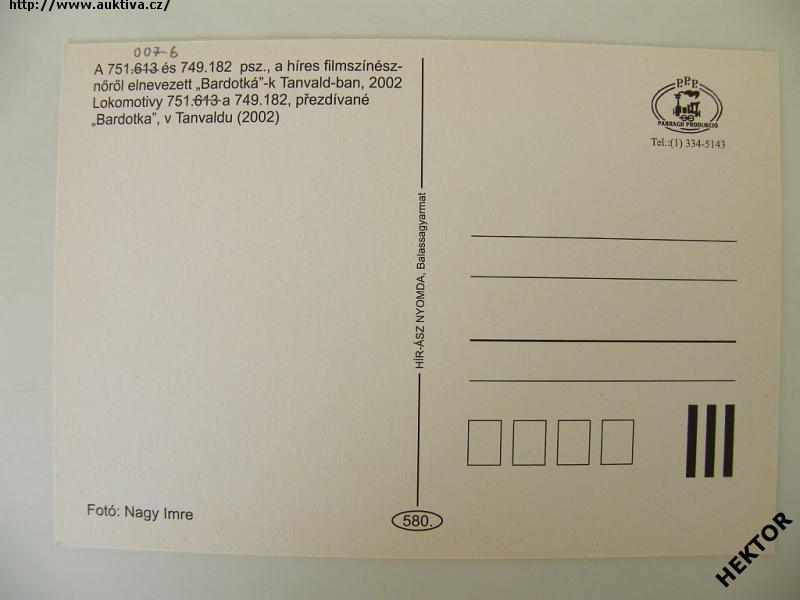 http://www.auktiva.cz/
007-6
A 751.613 és 749.182 psz., a híres filmszínész-
nőről elnevezett „Bardotká”-k Tanvald-ban, 2002
Lokomotivy 751.613 a 749.182, přezdívané
„Bardotka”, v Tanvaldu (2002)
Fotó: Nagy Imre
HÍR-ÁSZ NYOMDA, Balassagyarmat
580.
P.P.P.
PARRAGH PRODUKCIÓ
Tel.:(1) 334-5143
HEKTOR